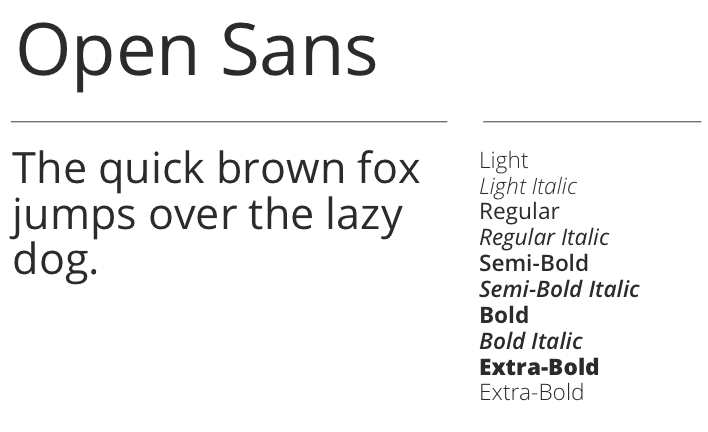 Open Sans
The quick brown fox
jumps over the lazy
dog.
Light
Light Italic
Regular
Regular Italic
Semi-Bold
Semi-Bold Italic
Bold
Bold Italic
Extra-Bold
Extra-Bold